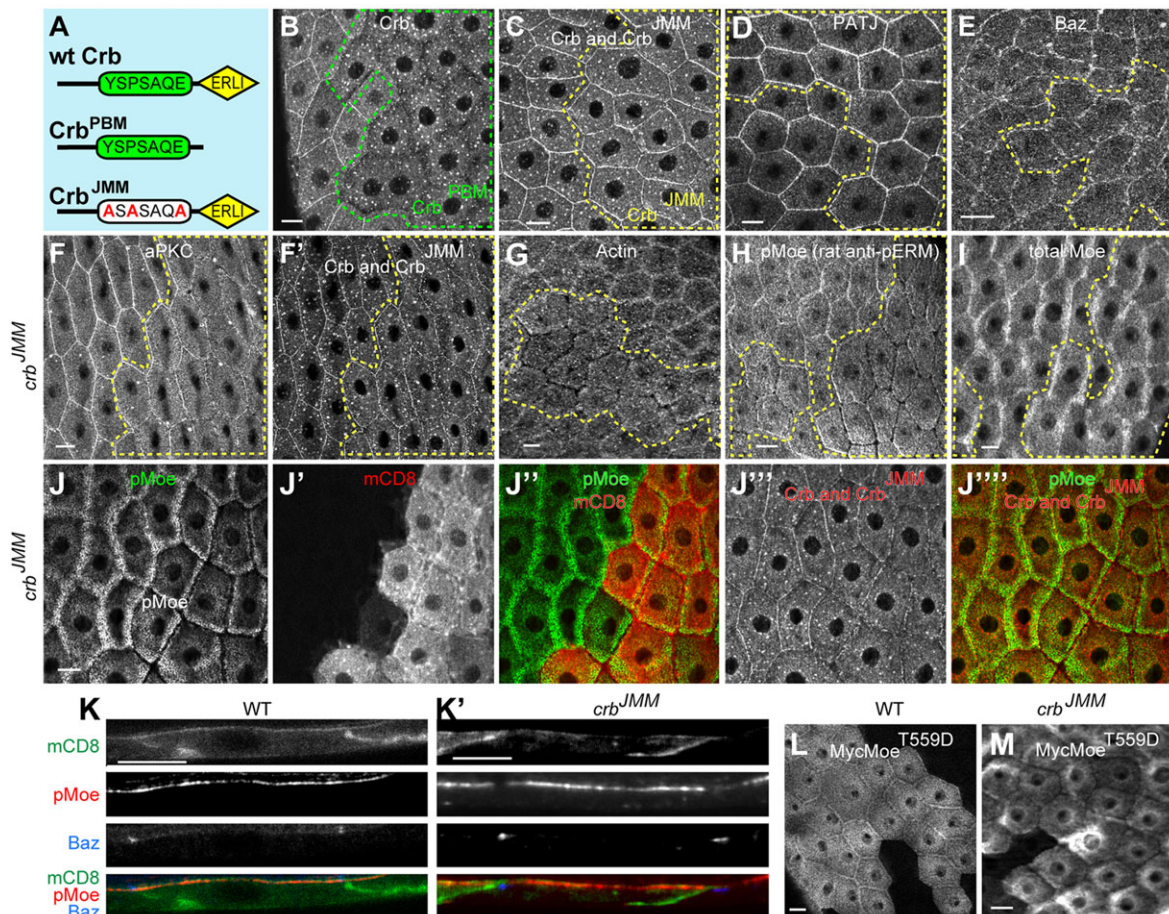 A
wt Crb
YSPSAQE ERLI
Crb^PBM
YSPSAQE
Crb^JMM
ASASAQA ERLI
B
Crb
Crb^PBM
C
Crb and Crb^JMM
Crb^JMM
D
PATJ
E
Baz
crb^JMM
F
aPKC
F'
Crb and Crb^JMM
G
Actin
H
pMoe (rat anti-pERM)
I
total Moe
crb^JMM
J
pMoe
pMoe
J'
mCD8
J''
pMoe
mCD8
J'''
Crb and Crb^JMM
J''''
pMoe
Crb and Crb^JMM
K
WT
mCD8
pMoe
Baz
mCD8
pMoe
Baz
K'
crb^JMM
WT
L
MycMoe^T559D
crb^JMM
M
MycMoe^T559D